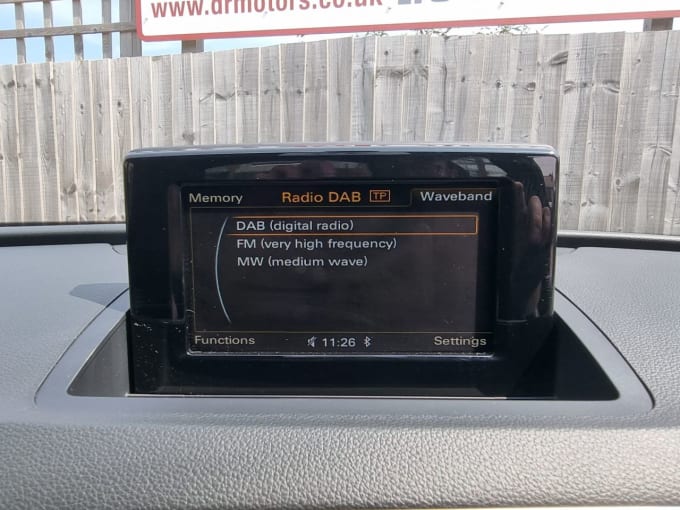 www.drmotors.co.uk
Memory Radio DAB TP Waveband
DAB (digital radio)
FM (very high frequency)
MW (medium wave)
Functions 11:26 Settings